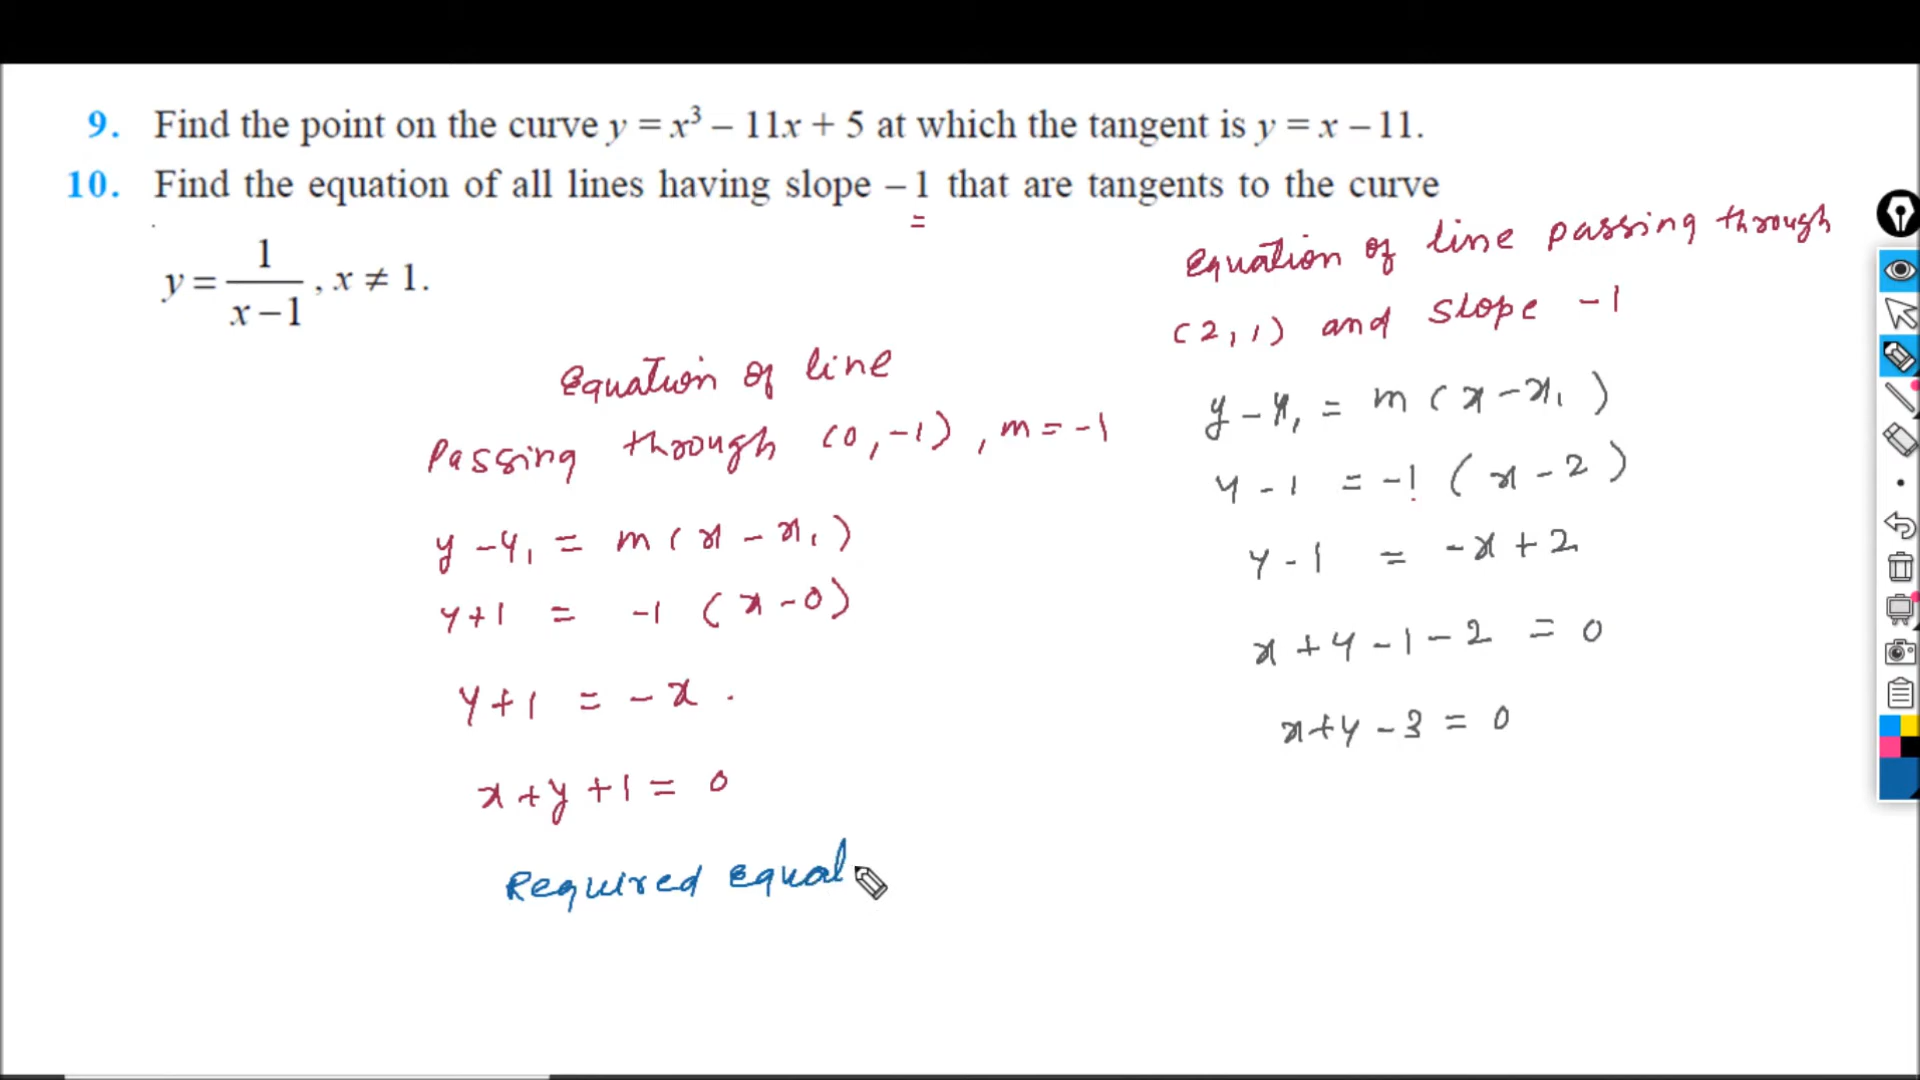 9. Find the point on the curve y = x³ – 11x + 5 at which the tangent is y = x – 11.
10. Find the equation of all lines having slope – 1 that are tangents to the curve
y = 1/(x – 1) , x ≠ 1.
Equation of line
Passing through (0, -1), m = -1
y - y₁ = m(x - x₁)
y+1 = -1 (x - 0)
y+1 = -x .
x + y + 1 = 0
Required equal
Equation of line passing through
(2, 1) and slope -1
y - y₁ = m (x - x₁)
y - 1 = -1 (x - 2)
y - 1 = -x + 2
x + y - 1 - 2 = 0
x + y - 3 = 0